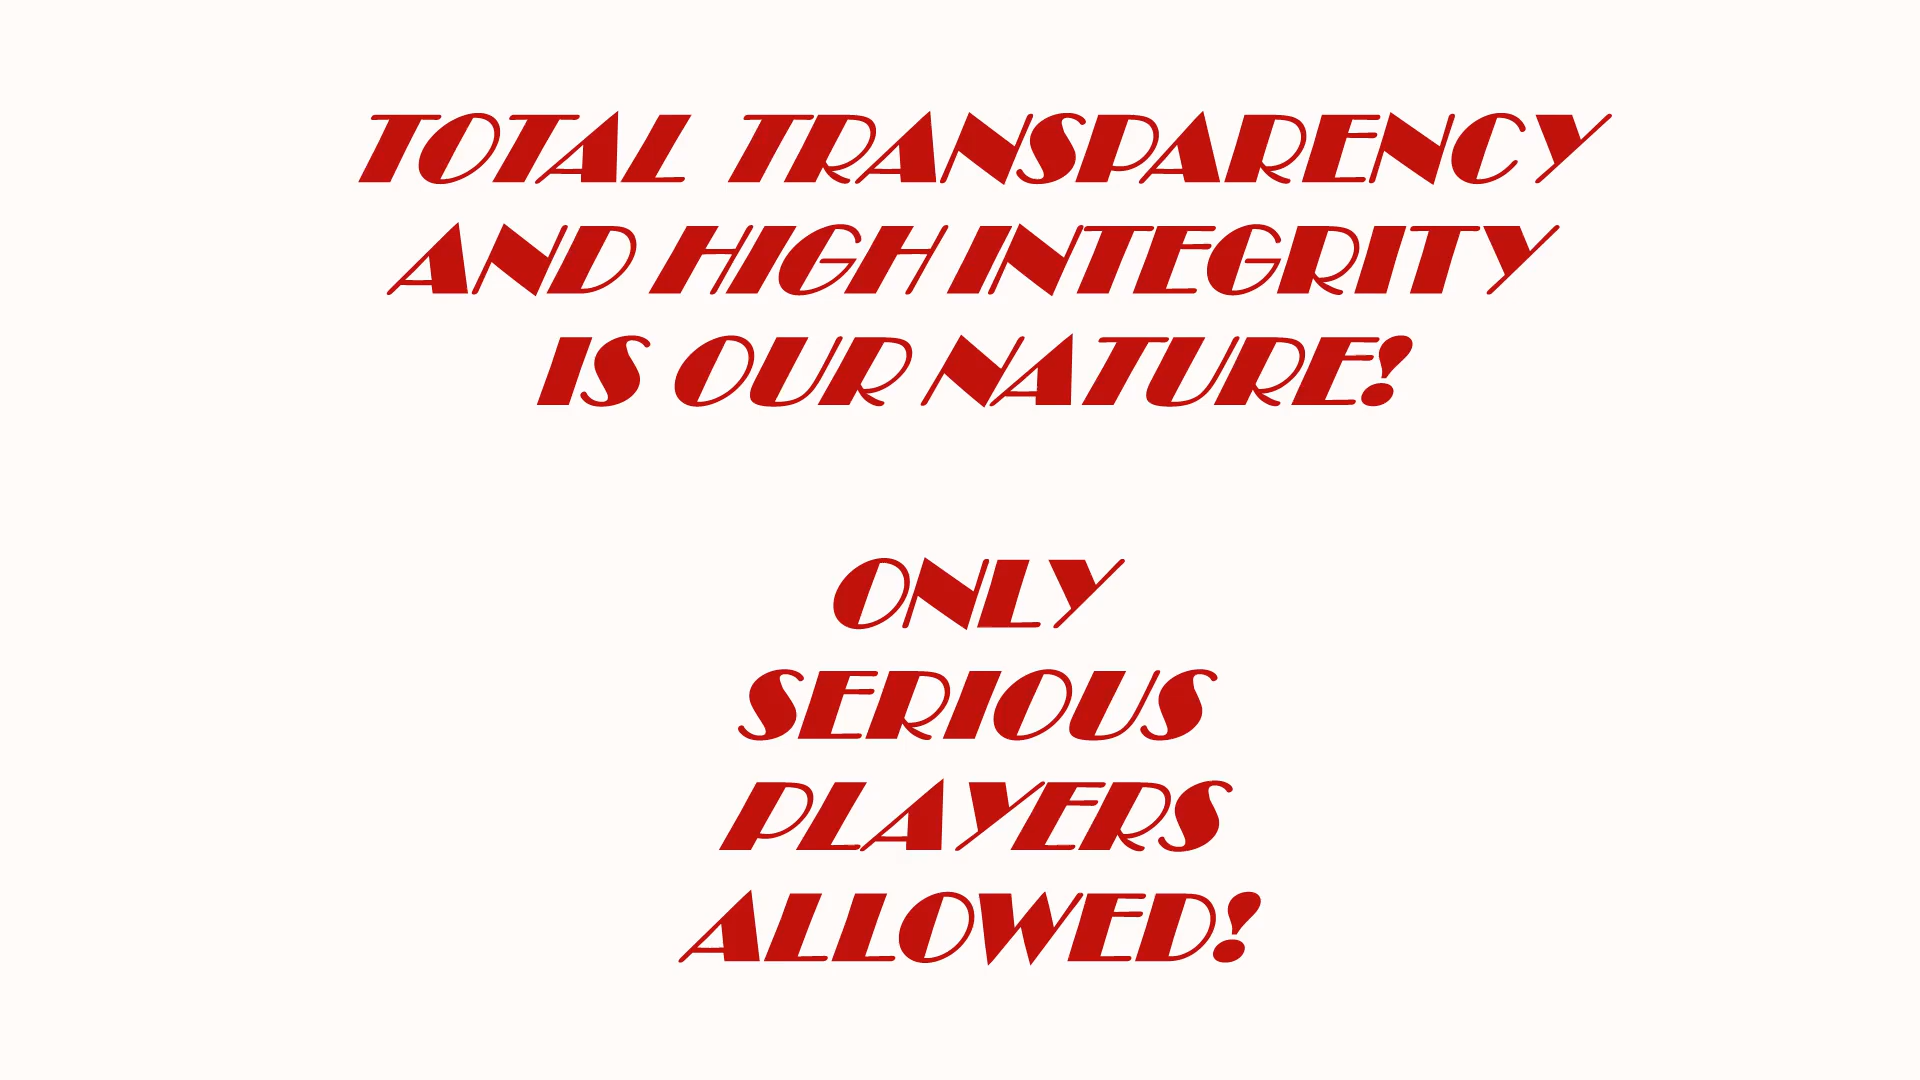 TOTAL TRANSPARENCY
AND HIGH INTEGRITY
IS OUR NATURE!
ONLY
SERIOUS
PLAYERS
ALLOWED!